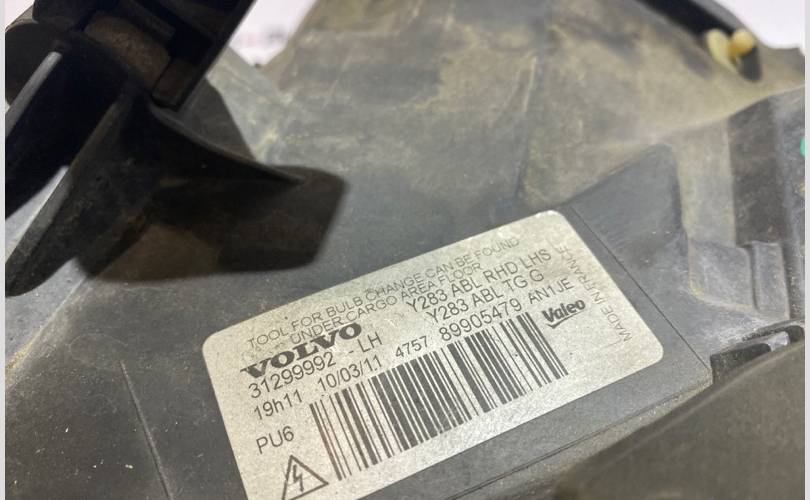 TOOL FOR BULB CHANGE CAN BE FOUND
UNDER CARGO AREA FLOOR
VOLVO
Y283 ABL RHD LHS
31299992 - LH
Y283 ABL TG G
19h11 10/03/11 4757 89905479 AN1JE
Valeo
MADE IN FRANCE
PU6